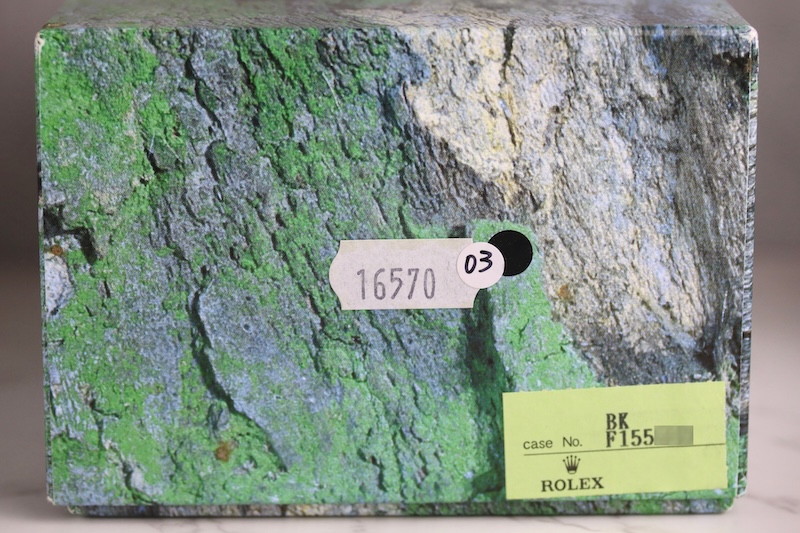 16570
03
BK
case No. F155
ROLEX